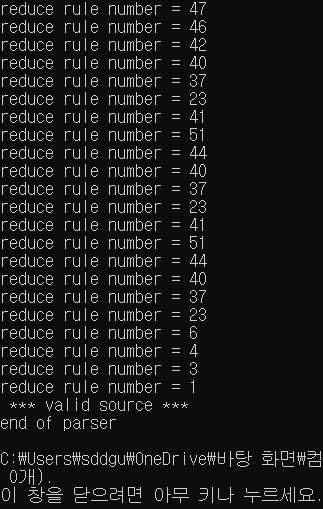 reduce rule number = 47
reduce rule number = 46
reduce rule number = 42
reduce rule number = 40
reduce rule number = 37
reduce rule number = 23
reduce rule number = 41
reduce rule number = 51
reduce rule number = 44
reduce rule number = 40
reduce rule number = 37
reduce rule number = 23
reduce rule number = 41
reduce rule number = 51
reduce rule number = 44
reduce rule number = 40
reduce rule number = 37
reduce rule number = 23
reduce rule number = 6
reduce rule number = 4
reduce rule number = 3
reduce rule number = 1
 *** valid source ***
end of parser

C:₩Users₩sddgu₩OneDrive₩바탕 화면₩컴
 0개).
이 창을 닫으려면 아무 키나 누르세요.